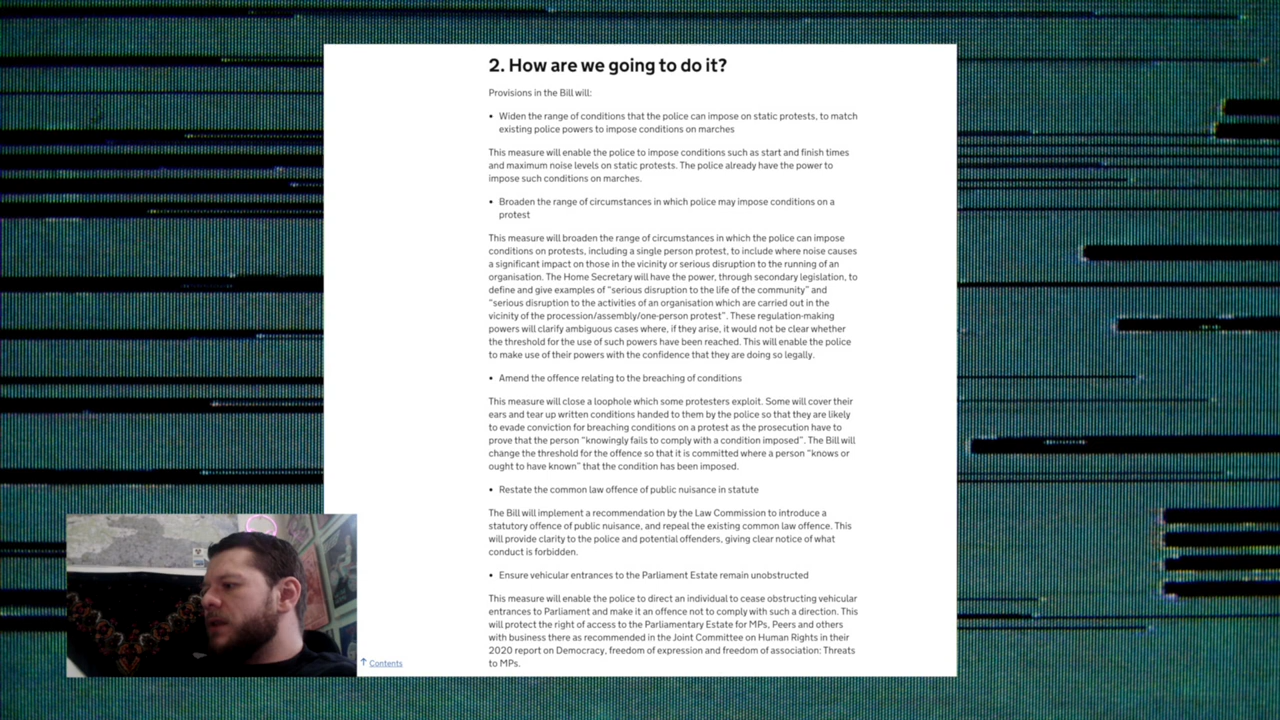 2. How are we going to do it?
Provisions in the Bill will:
• Widen the range of conditions that the police can impose on static protests, to match
existing police powers to impose conditions on marches
This measure will enable the police to impose conditions such as start and finish times
and maximum noise levels on static protests. The police already have the power to
impose such conditions on marches.
• Broaden the range of circumstances in which police may impose conditions on a
protest
This measure will broaden the range of circumstances in which the police can impose
conditions on protests, including a single person protest, to include where noise causes
a significant impact on those in the vicinity or serious disruption to the running of an
organisation. The Home Secretary will have the power, through secondary legislation, to
define and give examples of “serious disruption to the life of the community” and
“serious disruption to the activities of an organisation which are carried out in the
vicinity of the procession/assembly/one-person protest”. These regulation-making
powers will clarify ambiguous cases where, if they arise, it would not be clear whether
the threshold for the use of such powers have been reached. This will enable the police
to make use of their powers with the confidence that they are doing so legally.
• Amend the offence relating to the breaching of conditions
This measure will close a loophole which some protesters exploit. Some will cover their
ears and tear up written conditions handed to them by the police so that they are likely
to evade conviction for breaching conditions on a protest as the prosecution have to
prove that the person “knowingly fails to comply with a condition imposed”. The Bill will
change the threshold for the offence so that it is committed where a person “knows or
ought to have known” that the condition has been imposed.
• Restate the common law offence of public nuisance in statute
The Bill will implement a recommendation by the Law Commission to introduce a
statutory offence of public nuisance, and repeal the existing common law offence. This
will provide clarity to the police and potential offenders, giving clear notice of what
conduct is forbidden.
• Ensure vehicular entrances to the Parliament Estate remain unobstructed
This measure will enable the police to direct an individual to cease obstructing vehicular
entrances to Parliament and make it an offence not to comply with such a direction. This
will protect the right of access to the Parliamentary Estate for MPs, Peers and others
with business there as recommended in the Joint Committee on Human Rights in their
2020 report on Democracy, freedom of expression and freedom of association: Threats
to MPs.
↑ Contents